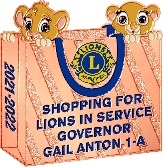 LIONS
L
2021-2022
SHOPPING FOR
LIONS IN SERVICE
GOVERNOR
GAIL ANTON-1-A